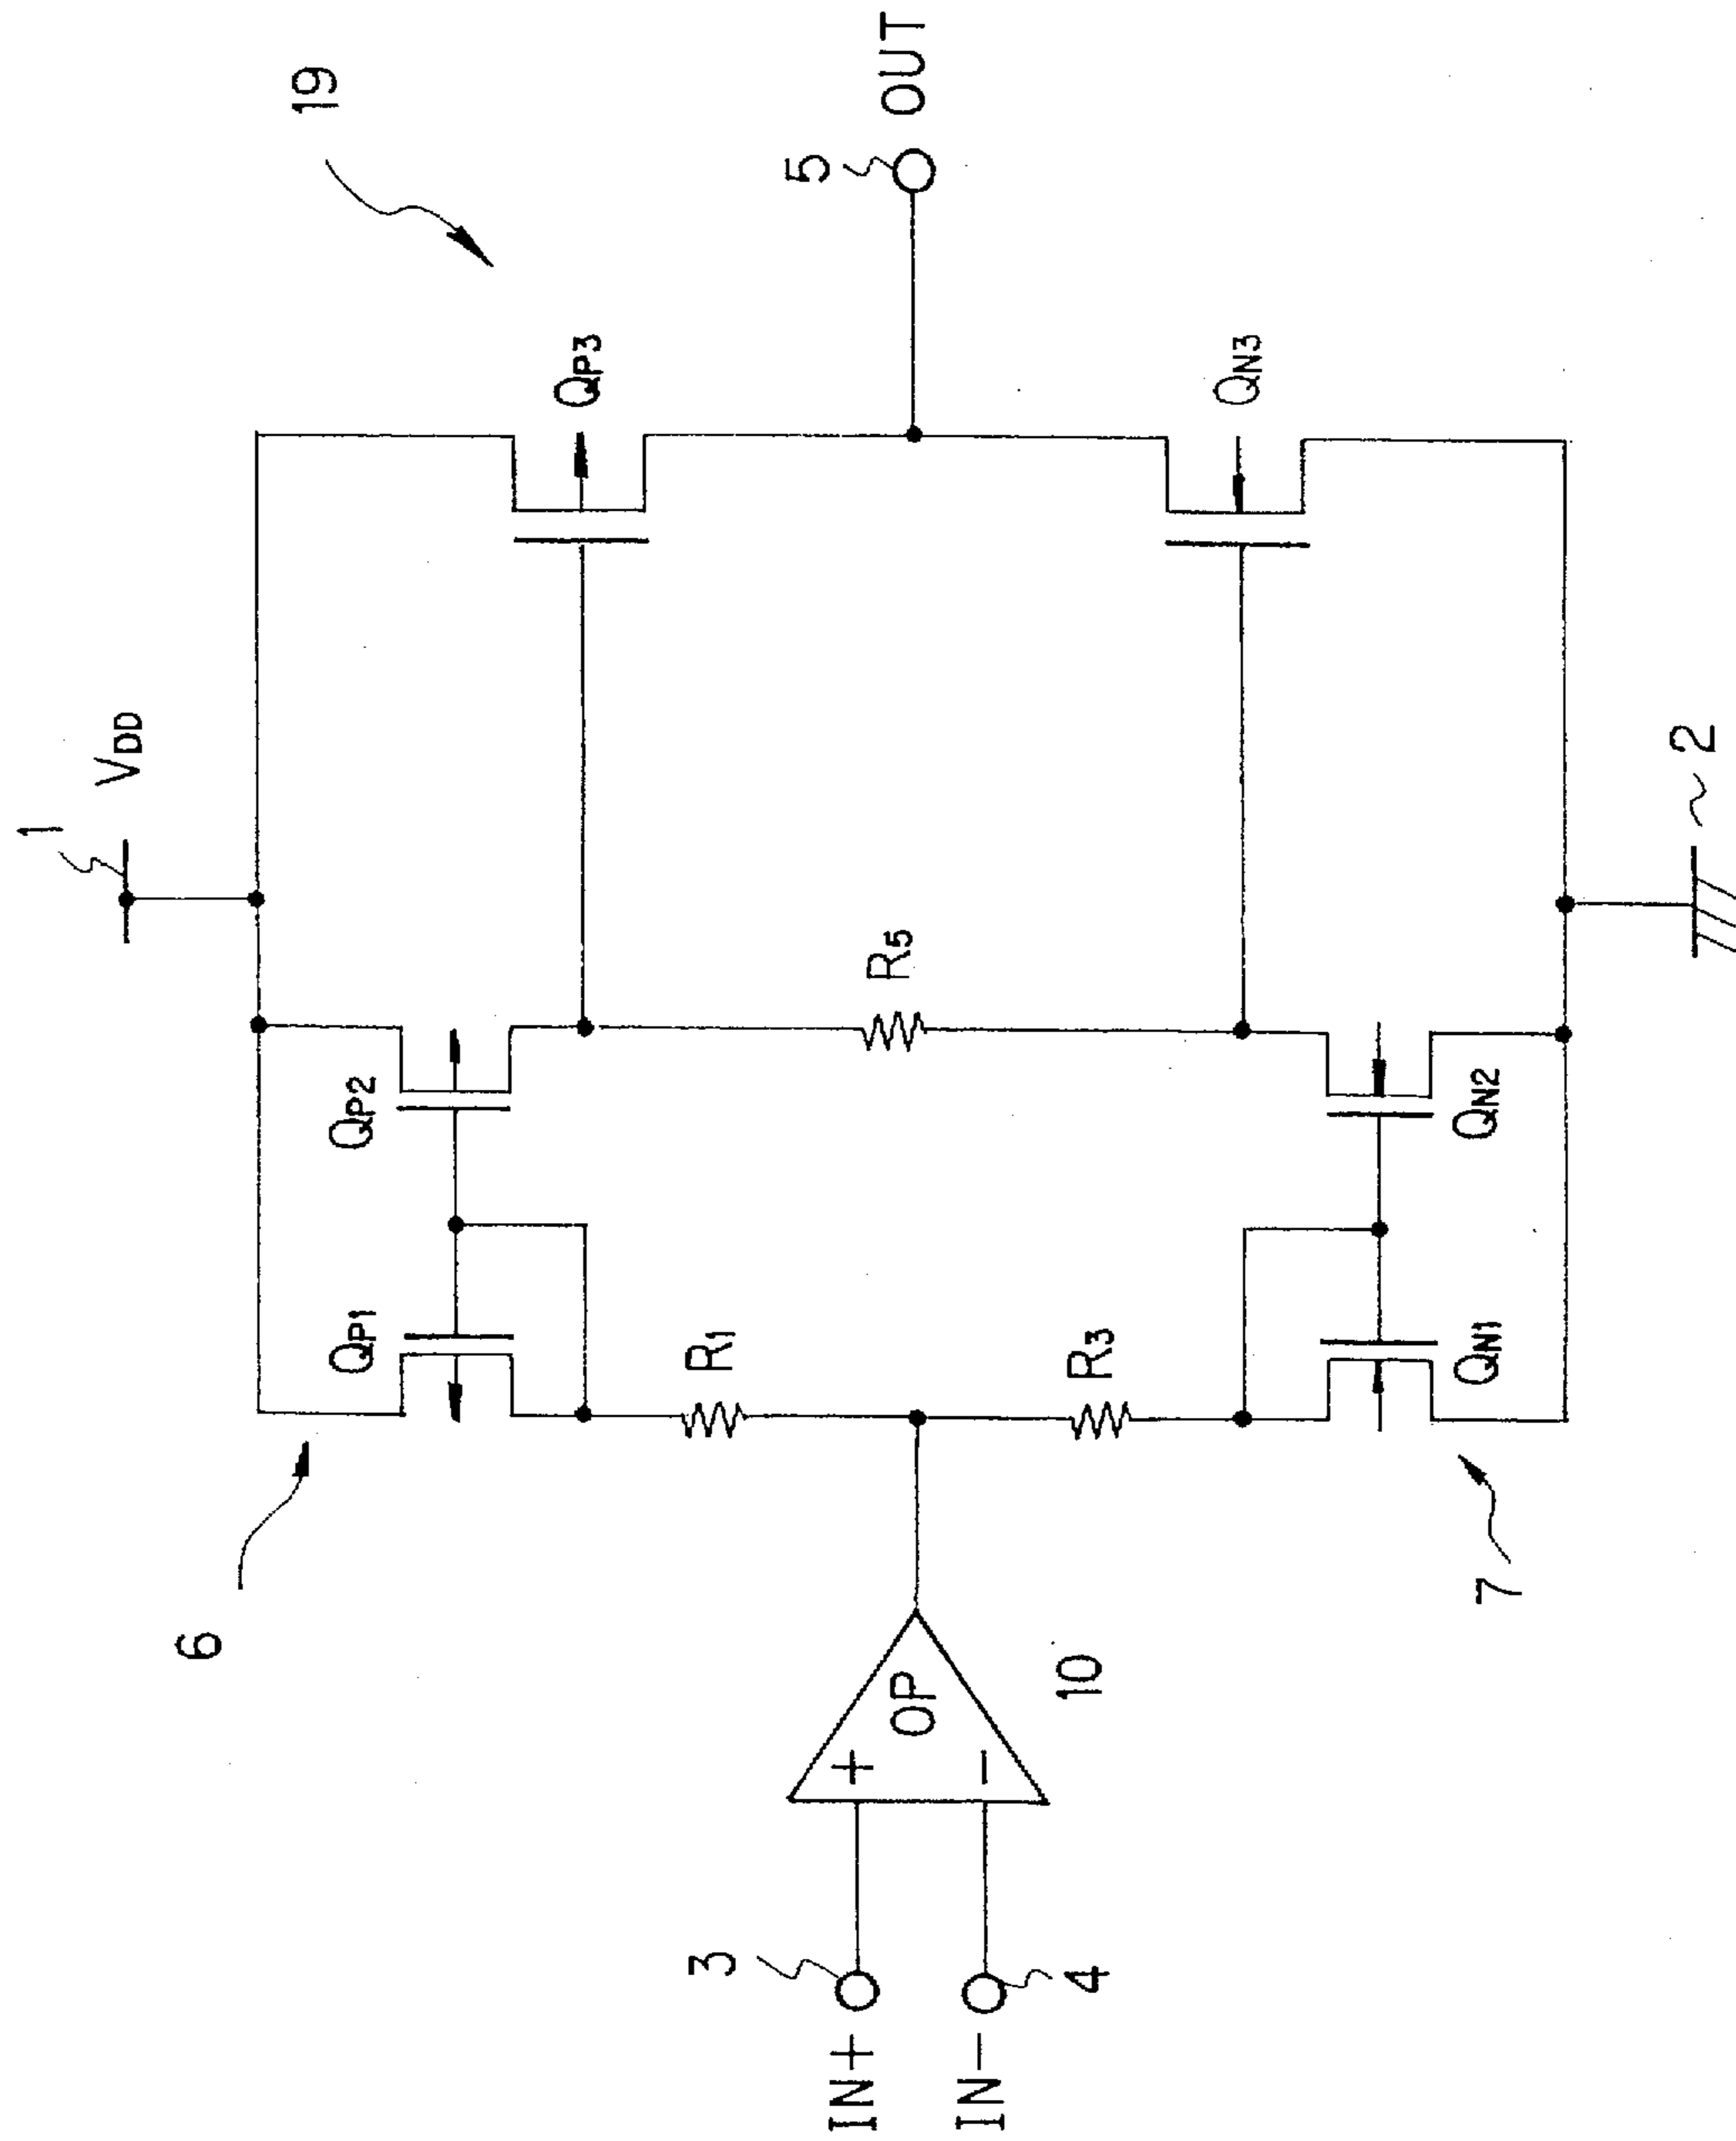 1
VDD
19
6
QP1
QP2
QP3
R1
R5
5
OUT
3
IN+
+
OP
−
4
IN−
10
R3
QN3
QN1
QN2
7
2